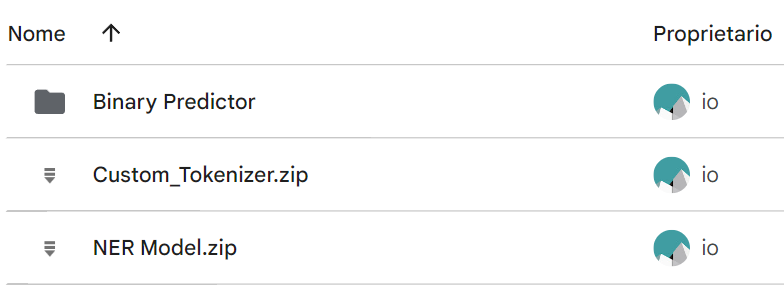 Nome Proprietario
Binary Predictor io
Custom_Tokenizer.zip io
NER Model.zip io